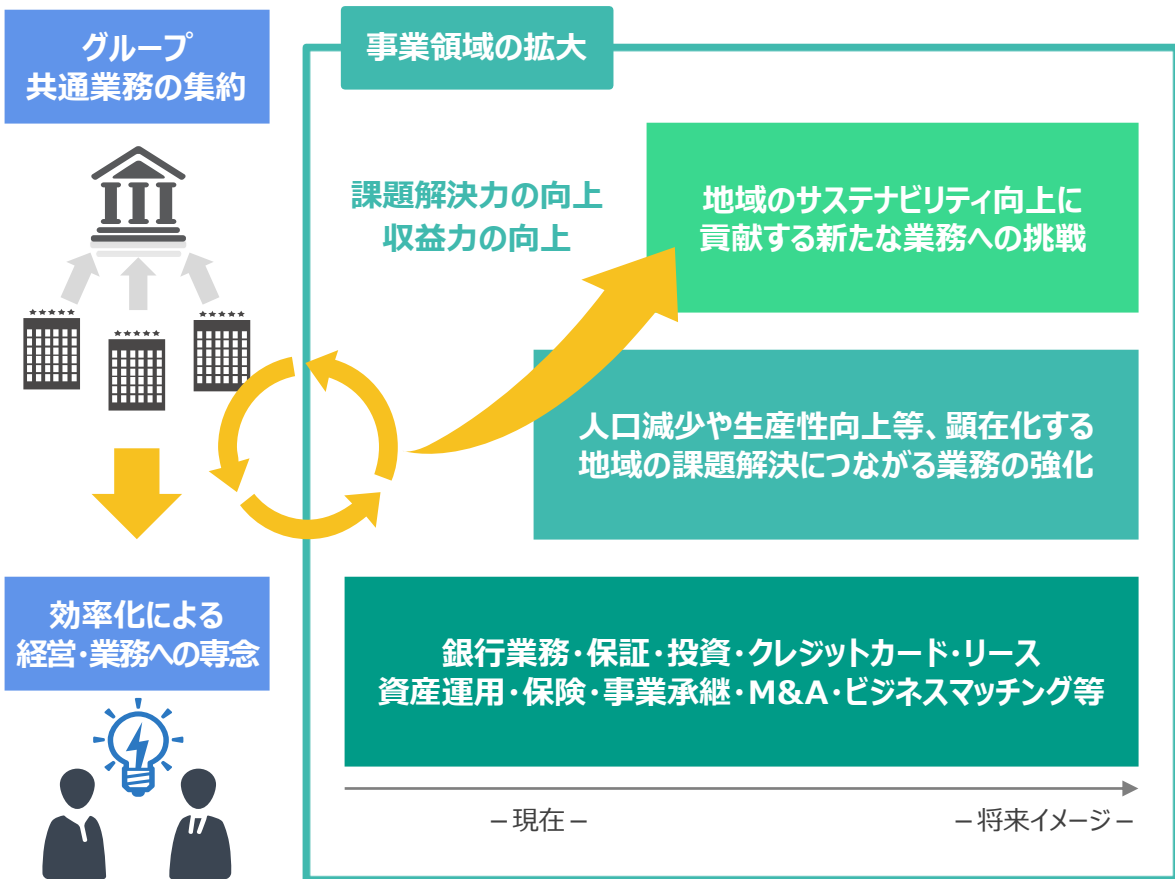 グループ
共通業務の集約
効率化による
経営・業務への専念
事業領域の拡大
課題解決力の向上
収益力の向上
地域のサステナビリティ向上に
貢献する新たな業務への挑戦
人口減少や生産性向上等、顕在化する
地域の課題解決につながる業務の強化
銀行業務・保証・投資・クレジットカード・リース
資産運用・保険・事業承継・M&A・ビジネスマッチング等
－現在－
－将来イメージ－